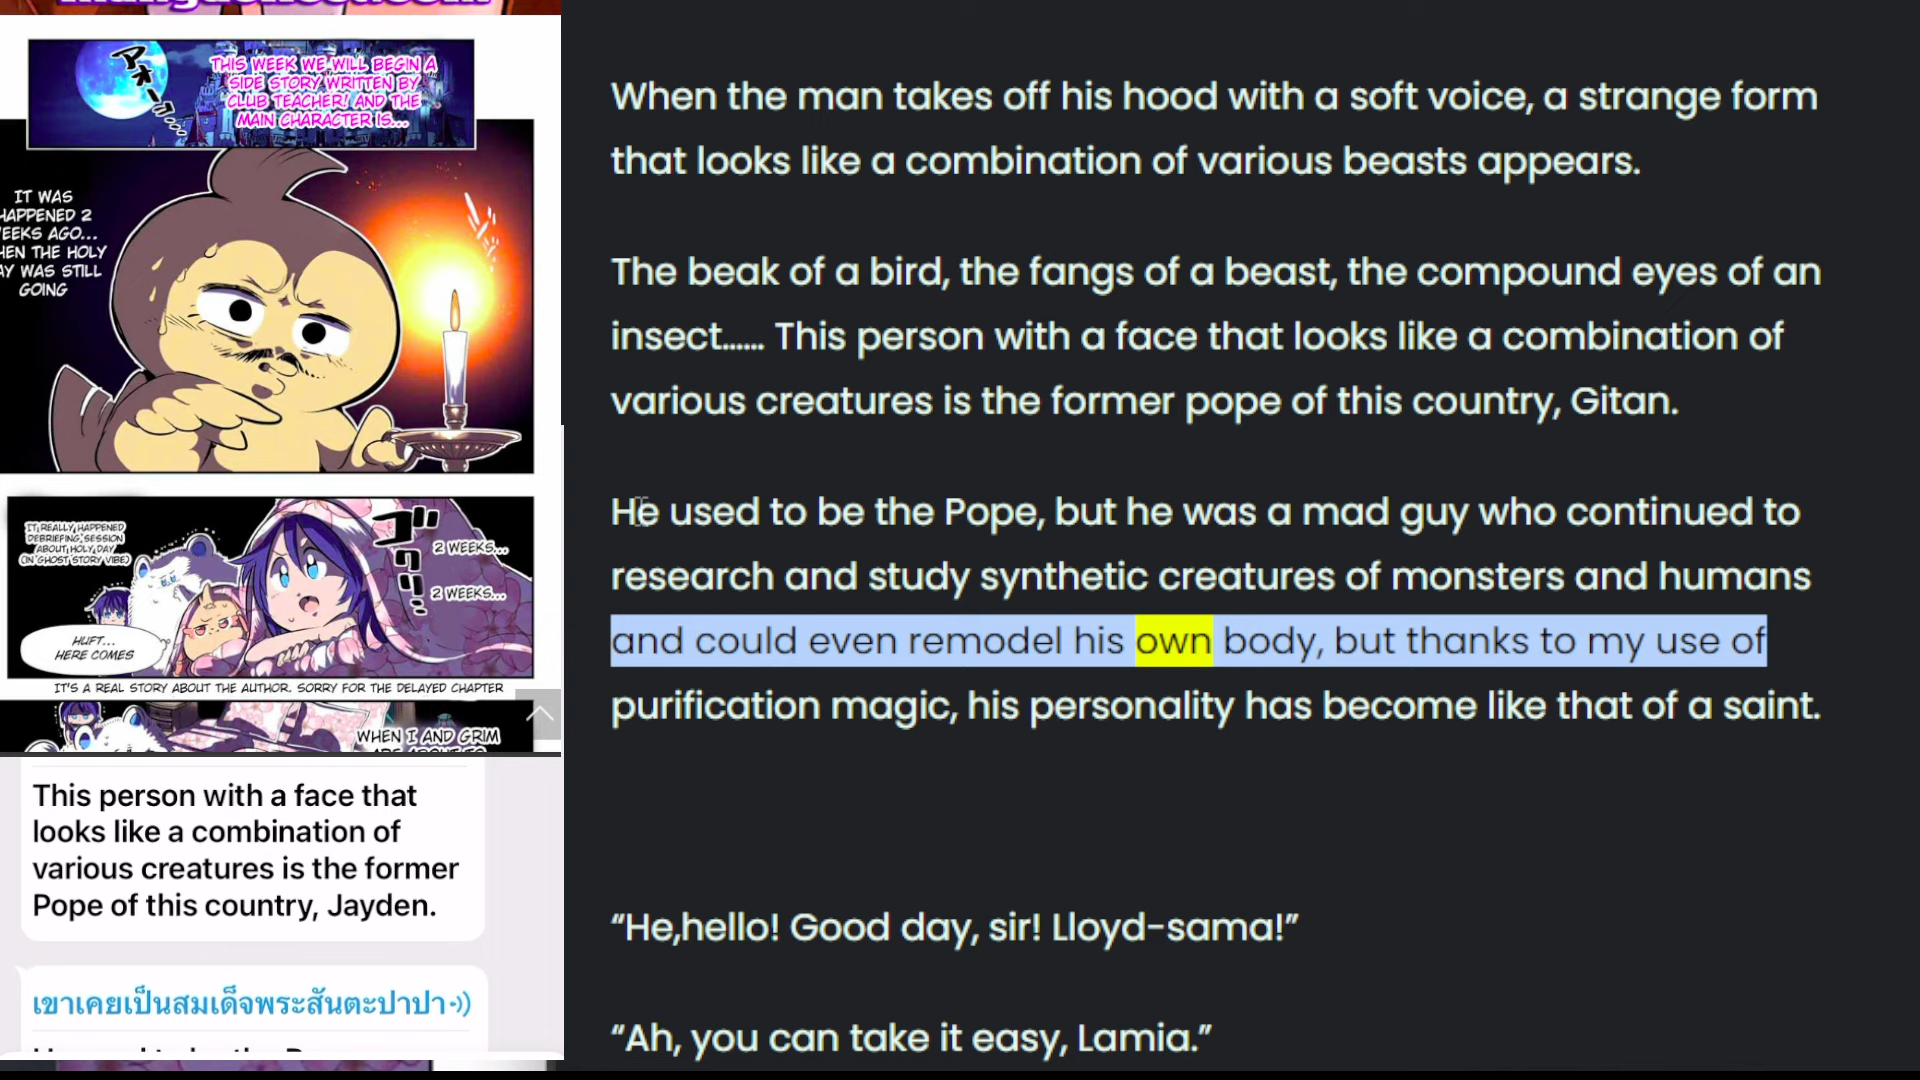 THIS WEEK WE WILL BEGIN A
SIDE STORY WRITTEN BY
CLUB TEACHER! AND THE
MAIN CHARACTER IS...
IT WAS
HAPPENED 2
WEEKS AGO...
WHEN THE HOLY
DAY WAS STILL
GOING
IT REALLY HAPPENED
DEBRIEFING SESSION
ABOUT HOLY DAY
(IN GHOST STORY VIBE)
ゴクリ…
2 WEEKS...
2 WEEKS...
HUFT...
HERE COMES
IT'S A REAL STORY ABOUT THE AUTHOR. SORRY FOR THE DELAYED CHAPTER
WHEN I AND GRIM
This person with a face that
looks like a combination of
various creatures is the former
Pope of this country, Jayden.
เขาเคยเป็นสมเด็จพระสันตะปาปา
When the man takes off his hood with a soft voice, a strange form
that looks like a combination of various beasts appears.
The beak of a bird, the fangs of a beast, the compound eyes of an
insect...... This person with a face that looks like a combination of
various creatures is the former pope of this country, Gitan.
He used to be the Pope, but he was a mad guy who continued to
research and study synthetic creatures of monsters and humans
and could even remodel his own body, but thanks to my use of
purification magic, his personality has become like that of a saint.
“He,hello! Good day, sir! Lloyd-sama!”
“Ah, you can take it easy, Lamia.”